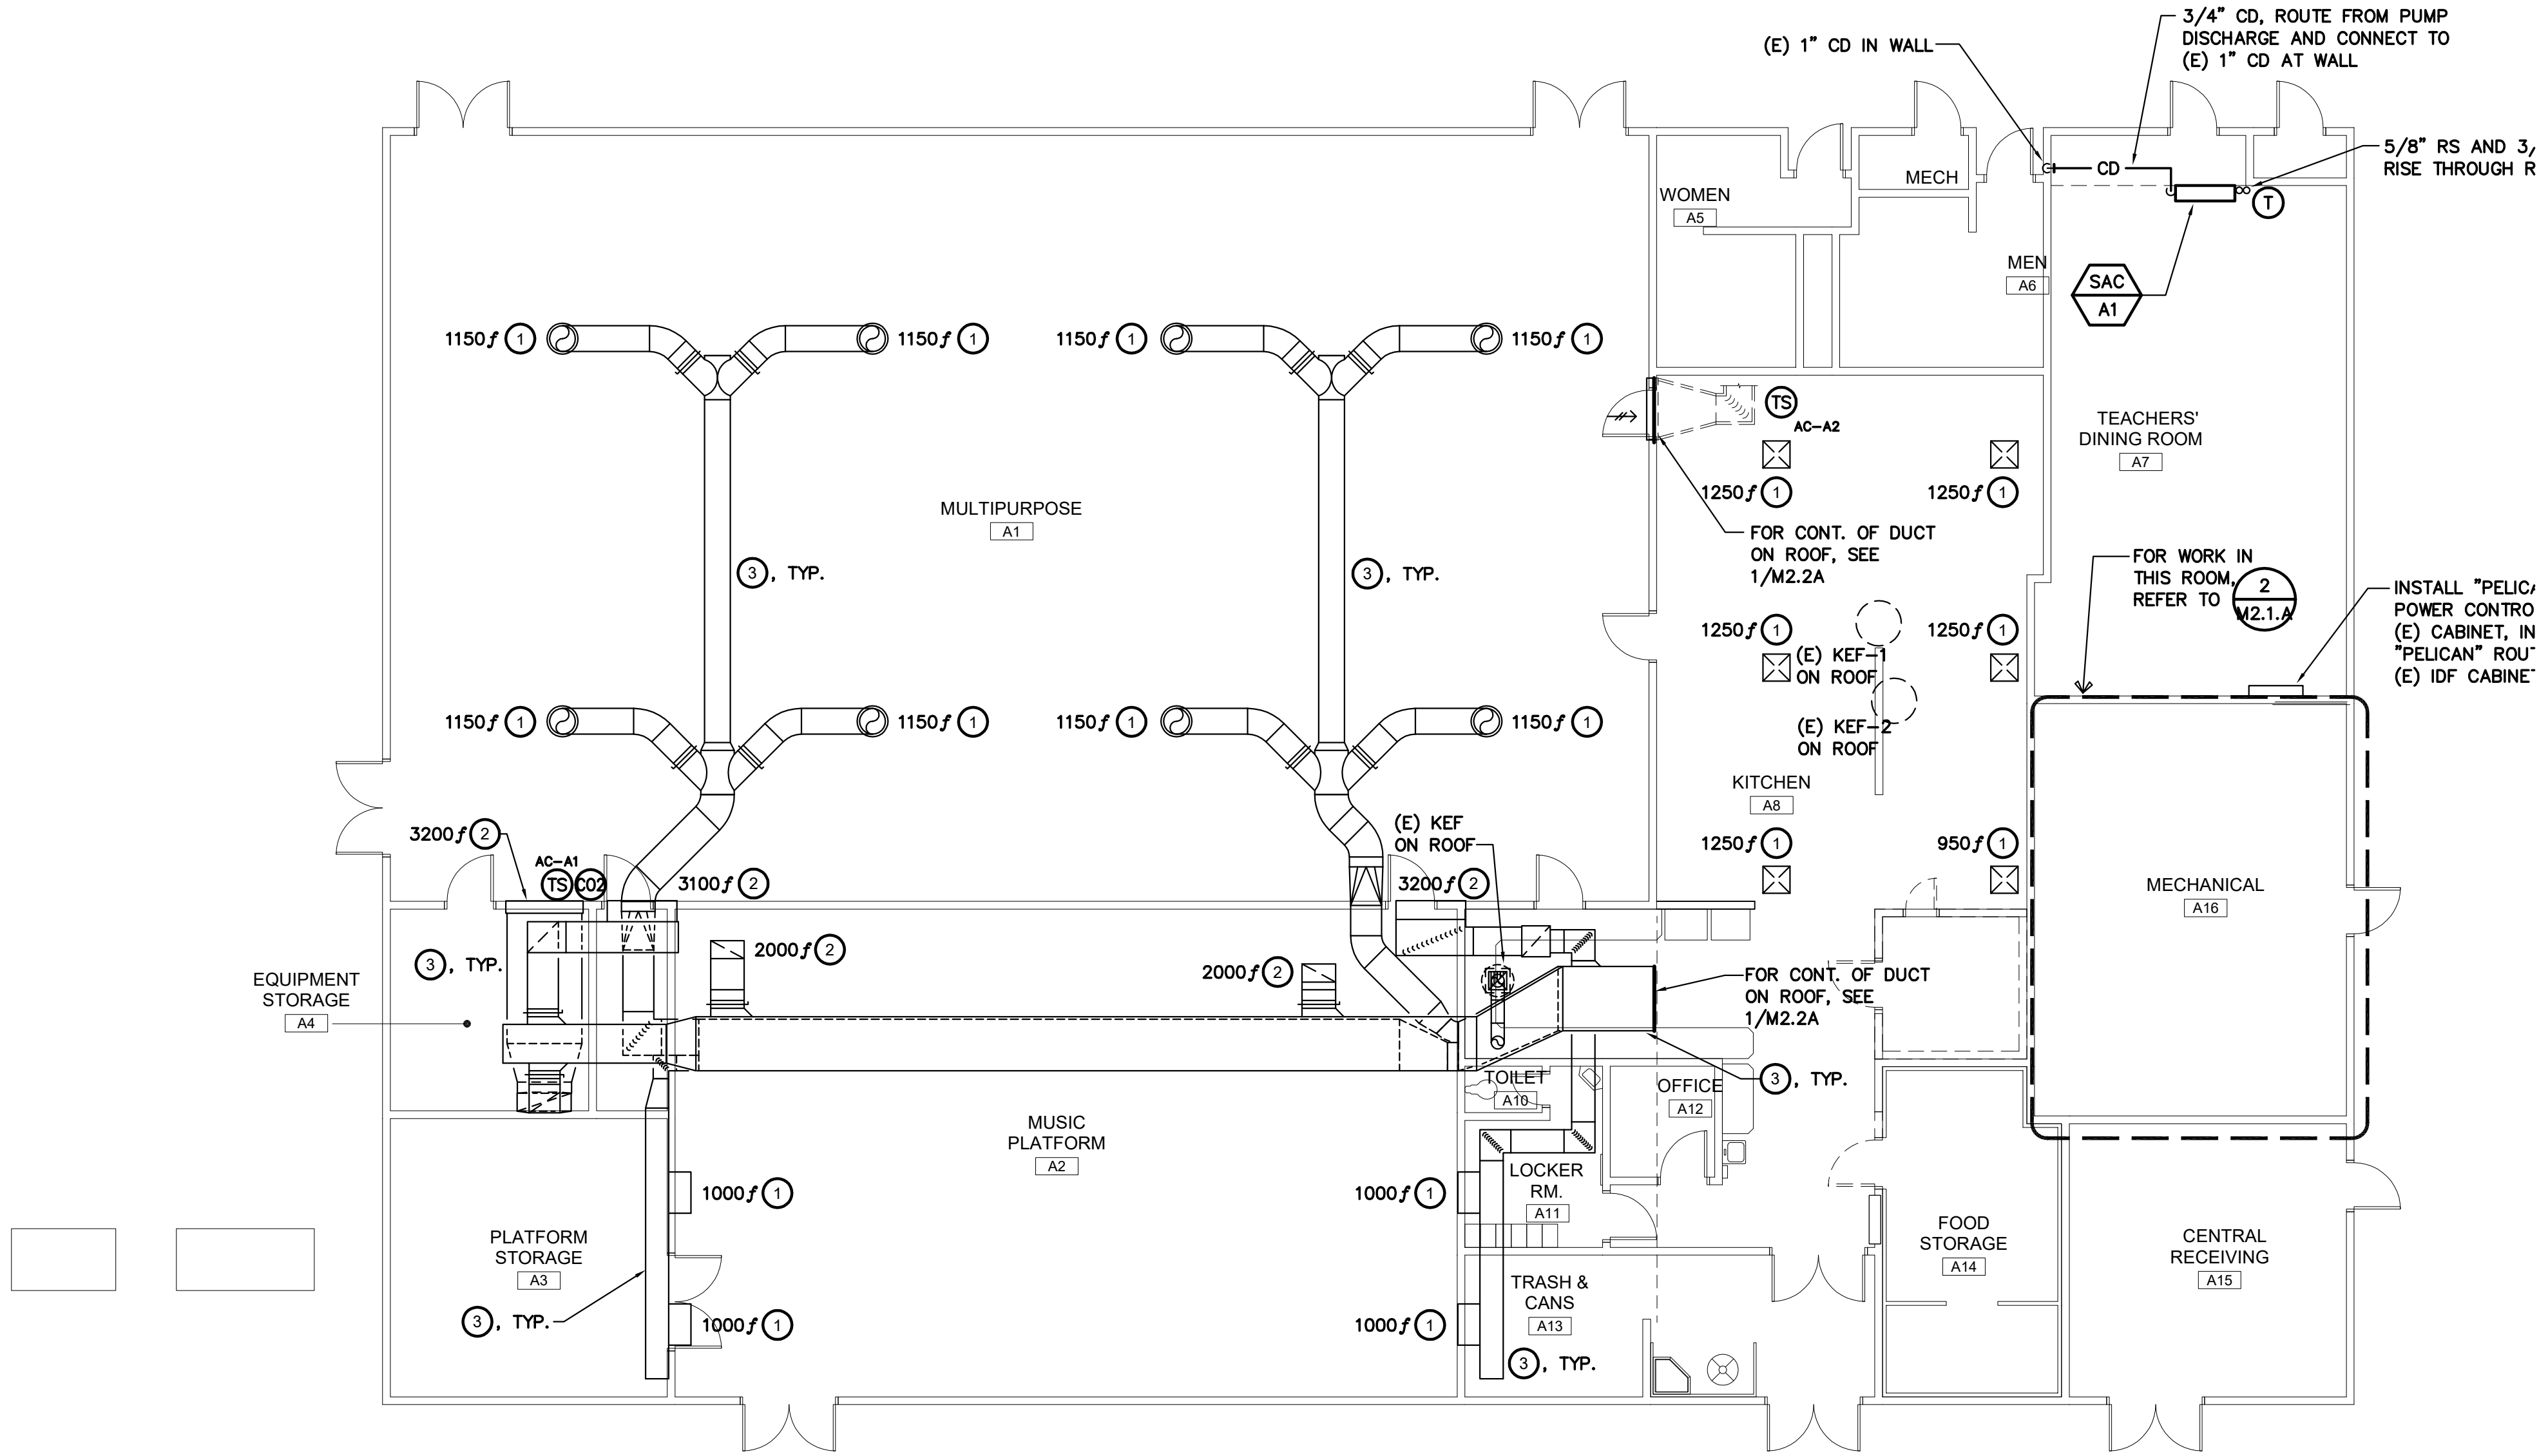 3/4" CD, ROUTE FROM PUMP
DISCHARGE AND CONNECT TO
(E) 1" CD AT WALL
(E) 1" CD IN WALL
5/8" RS AND 3/
RISE THROUGH R
CD
T
MECH
WOMEN
A5
MEN
A6
SAC
A1
1150ƒ 1
1150ƒ 1
1150ƒ 1
1150ƒ 1
TS
AC-A2
TEACHERS'
DINING ROOM
A7
1250ƒ 1
1250ƒ 1
MULTIPURPOSE
A1
FOR CONT. OF DUCT
ON ROOF, SEE
1/M2.2A
3, TYP.
3, TYP.
FOR WORK IN
THIS ROOM,
REFER TO
2
M2.1.A
INSTALL "PELICA
POWER CONTRO
(E) CABINET, IN
"PELICAN" ROUT
(E) IDF CABINET
1250ƒ 1
1250ƒ 1
(E) KEF-1
ON ROOF
(E) KEF-2
ON ROOF
1150ƒ 1
1150ƒ 1
1150ƒ 1
1150ƒ 1
KITCHEN
A8
3200ƒ 2
(E) KEF
ON ROOF
1250ƒ 1
950ƒ 1
AC-A1
TS
CO2
3100ƒ 2
3200ƒ 2
MECHANICAL
A16
2000ƒ 2
2000ƒ 2
3, TYP.
EQUIPMENT
STORAGE
A4
FOR CONT. OF DUCT
ON ROOF, SEE
1/M2.2A
TOILET
A10
OFFICE
A12
3, TYP.
MUSIC
PLATFORM
A2
LOCKER
RM.
A11
1000ƒ 1
1000ƒ 1
PLATFORM
STORAGE
A3
FOOD
STORAGE
A14
CENTRAL
RECEIVING
A15
TRASH &
CANS
A13
3, TYP.
1000ƒ 1
1000ƒ 1
3, TYP.